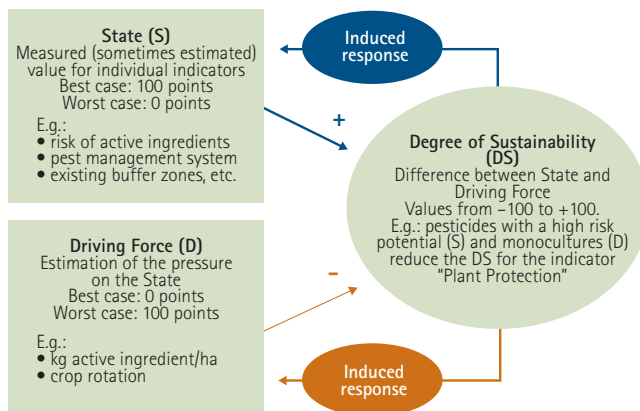 State (S)
Measured (sometimes estimated)
value for individual indicators
Best case: 100 points
Worst case: 0 points
E.g.:
• risk of active ingredients
• pest management system
• existing buffer zones, etc.
Induced
response
+
Degree of Sustainability
(DS)
Difference between State and
Driving Force
Values from −100 to +100.
E.g.: pesticides with a high risk
potential (S) and monocultures (D)
reduce the DS for the indicator
“Plant Protection”
Driving Force (D)
Estimation of the pressure
on the State
Best case: 0 points
Worst case: 100 points
E.g.:
• kg active ingredient/ha
• crop rotation
-
Induced
response